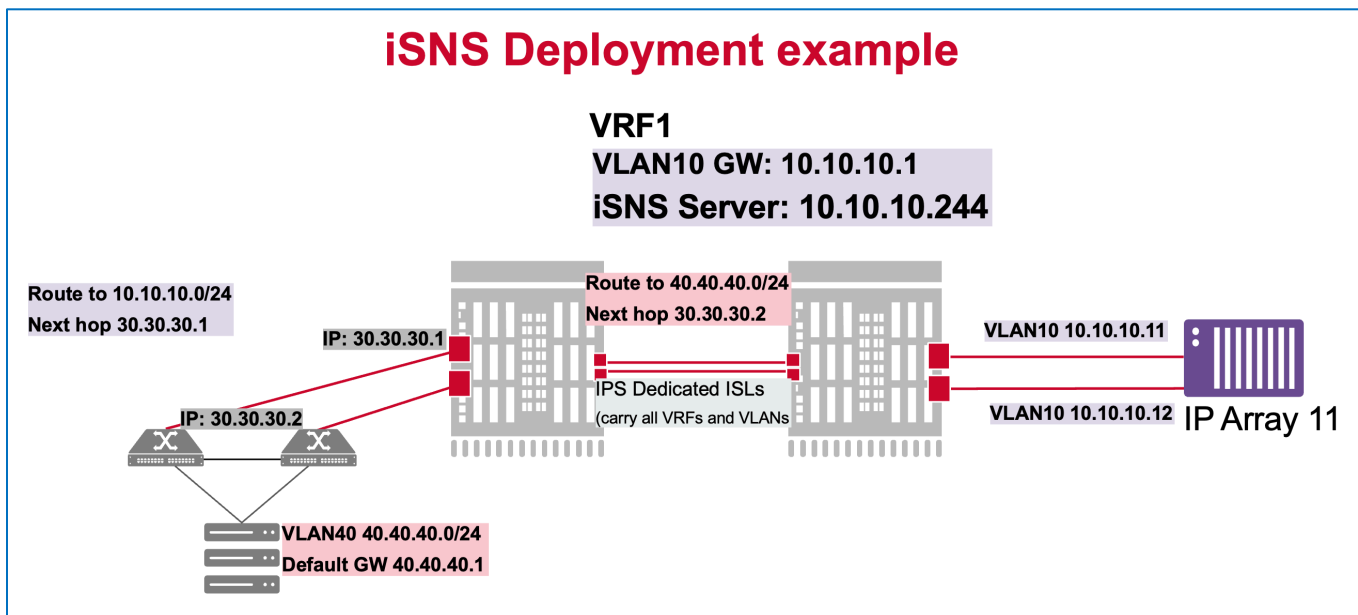 iSNS Deployment example
VRF1
VLAN10 GW: 10.10.10.1
iSNS Server: 10.10.10.244
Route to 10.10.10.0/24
Next hop 30.30.30.1
IP: 30.30.30.1
Route to 40.40.40.0/24
Next hop 30.30.30.2
VLAN10 10.10.10.11
IPS Dedicated ISLs
(carry all VRFs and VLANs
IP: 30.30.30.2
VLAN10 10.10.10.12
IP Array 11
VLAN40 40.40.40.0/24
Default GW 40.40.40.1